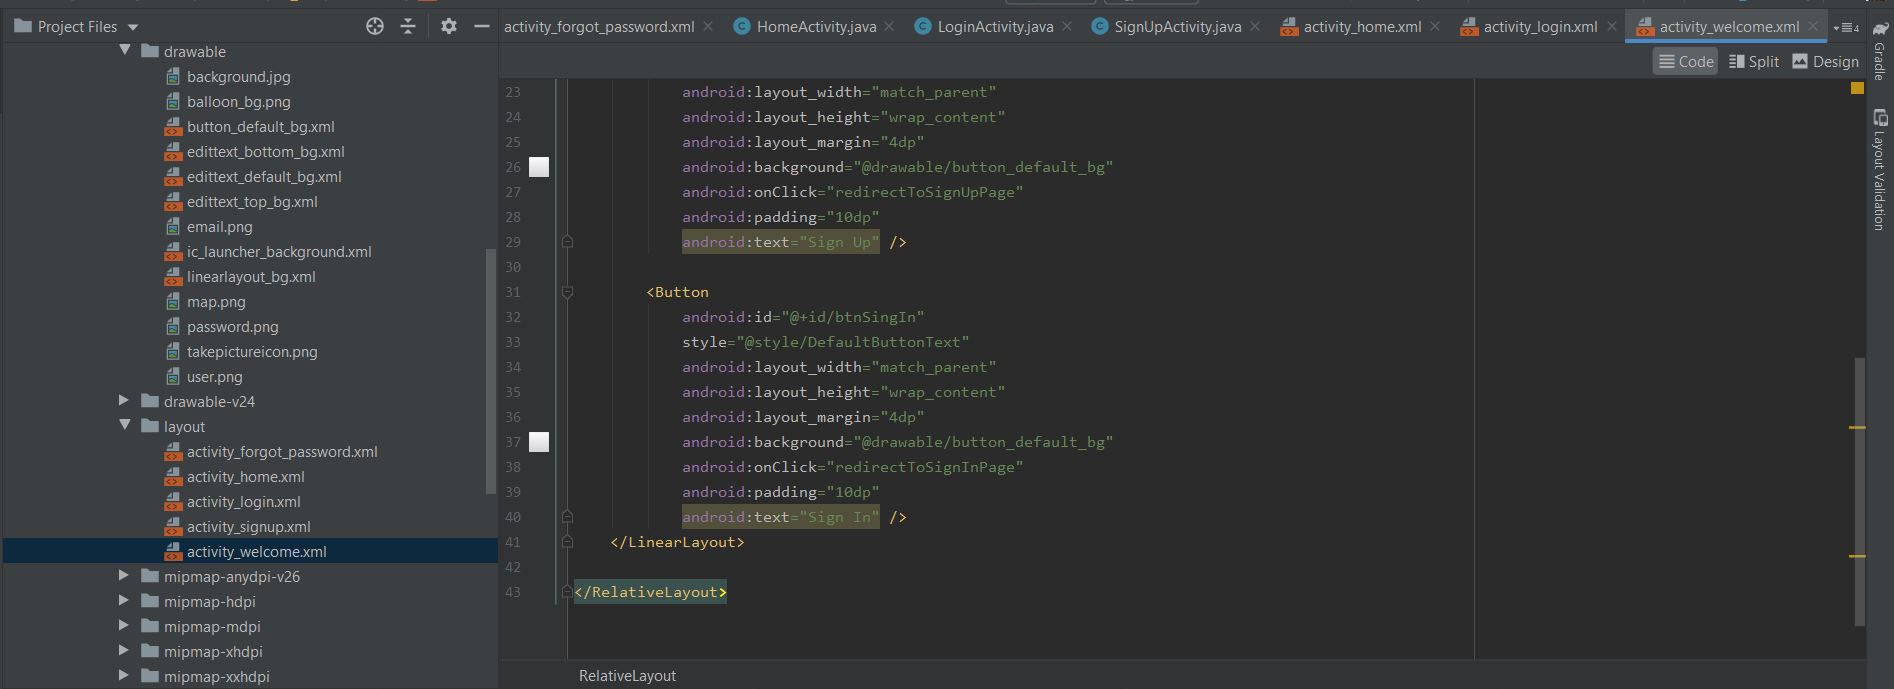 Project Files
drawable
background.jpg
balloon_bg.png
button_default_bg.xml
edittext_bottom_bg.xml
edittext_default_bg.xml
edittext_top_bg.xml
email.png
ic_launcher_background.xml
linearlayout_bg.xml
map.png
password.png
takepictureicon.png
user.png
drawable-v24
layout
activity_forgot_password.xml
activity_home.xml
activity_login.xml
activity_signup.xml
activity_welcome.xml
mipmap-anydpi-v26
mipmap-hdpi
mipmap-mdpi
mipmap-xhdpi
mipmap-xxhdpi
activity_forgot_password.xml HomeActivity.java LoginActivity.java SignUpActivity.java activity_home.xml activity_login.xml activity_welcome.xml 4
Code Split Design
23 android:layout_width="match_parent"
24 android:layout_height="wrap_content"
25 android:layout_margin="4dp"
26 android:background="@drawable/button_default_bg"
27 android:onClick="redirectToSignUpPage"
28 android:padding="10dp"
29 android:text="Sign Up" />
30
31 <Button
32 android:id="@+id/btnSingIn"
33 style="@style/DefaultButtonText"
34 android:layout_width="match_parent"
35 android:layout_height="wrap_content"
36 android:layout_margin="4dp"
37 android:background="@drawable/button_default_bg"
38 android:onClick="redirectToSignInPage"
39 android:padding="10dp"
40 android:text="Sign In" />
41 </LinearLayout>
42
43 </RelativeLayout>
RelativeLayout
Gradle
Layout Validation